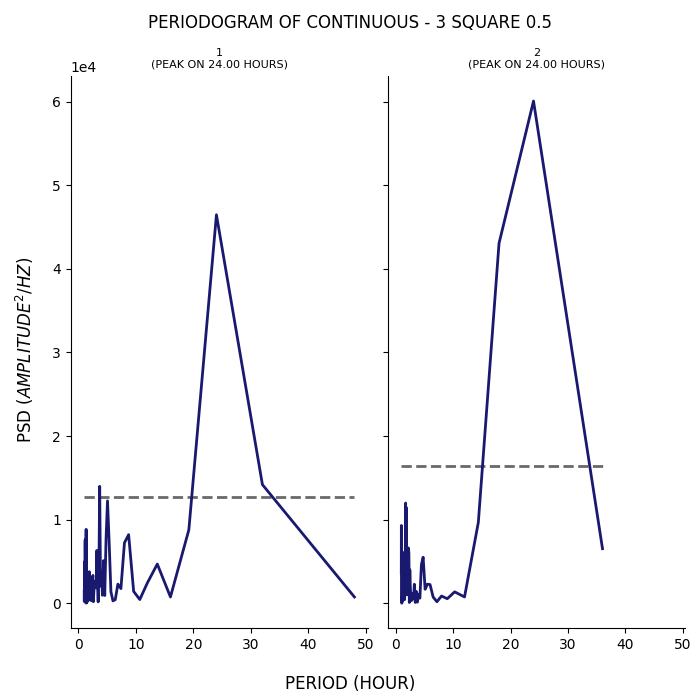 PERIODOGRAM OF CONTINUOUS - 3 SQUARE 0.5
1
(PEAK ON 24.00 HOURS)
2
(PEAK ON 24.00 HOURS)
1e4
6
5
4
3
2
1
0
PSD (AMPLITUDE²/HZ)
0 10 20 30 40 50
0 10 20 30 40 50
PERIOD (HOUR)